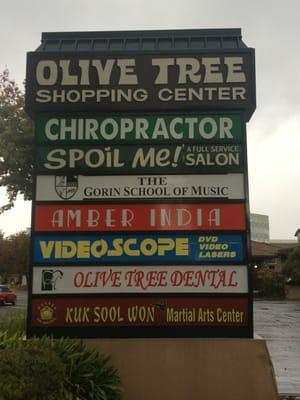 OLIVE TREE
SHOPPING CENTER
CHIROPRACTOR
SPOIL ME! A FULL SERVICE SALON
THE
GORIN SCHOOL OF MUSIC
AMBER INDIA
VIDEOSCOPE DVD VIDEO LASERS
OLIVE TREE DENTAL
KUK SOOL WON Martial Arts Center